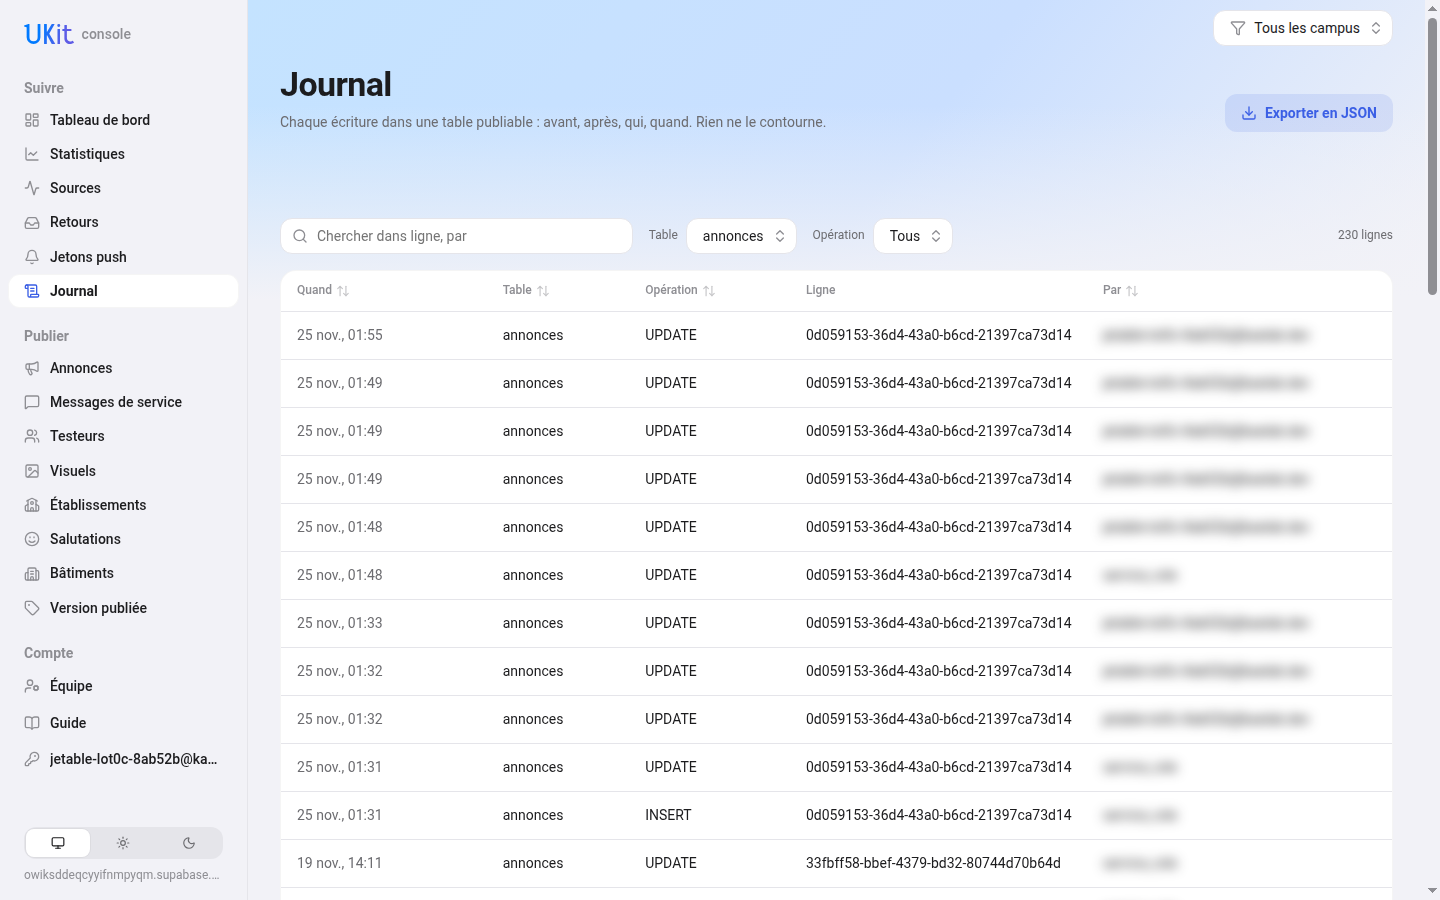 UKit console
Suivre
Tableau de bord
Statistiques
Sources
Retours
Jetons push
Journal
Publier
Annonces
Messages de service
Testeurs
Visuels
Établissements
Salutations
Bâtiments
Version publiée
Compte
Équipe
Guide
jetable-lot0c-8ab52b@ka...
owiksddeqcyyifnmpyqm.supabase....
Tous les campus
Journal
Chaque écriture dans une table publiable : avant, après, qui, quand. Rien ne le contourne.
Exporter en JSON
Chercher dans ligne, par
Table annonces
Opération Tous
230 lignes
Quand Table Opération Ligne Par
25 nov., 01:55 annonces UPDATE 0d059153-36d4-43a0-b6cd-21397ca73d14
25 nov., 01:49 annonces UPDATE 0d059153-36d4-43a0-b6cd-21397ca73d14
25 nov., 01:49 annonces UPDATE 0d059153-36d4-43a0-b6cd-21397ca73d14
25 nov., 01:49 annonces UPDATE 0d059153-36d4-43a0-b6cd-21397ca73d14
25 nov., 01:48 annonces UPDATE 0d059153-36d4-43a0-b6cd-21397ca73d14
25 nov., 01:48 annonces UPDATE 0d059153-36d4-43a0-b6cd-21397ca73d14
25 nov., 01:33 annonces UPDATE 0d059153-36d4-43a0-b6cd-21397ca73d14
25 nov., 01:32 annonces UPDATE 0d059153-36d4-43a0-b6cd-21397ca73d14
25 nov., 01:32 annonces UPDATE 0d059153-36d4-43a0-b6cd-21397ca73d14
25 nov., 01:31 annonces UPDATE 0d059153-36d4-43a0-b6cd-21397ca73d14
25 nov., 01:31 annonces INSERT 0d059153-36d4-43a0-b6cd-21397ca73d14
19 nov., 14:11 annonces UPDATE 33fbff58-bbef-4379-bd32-80744d70b64d